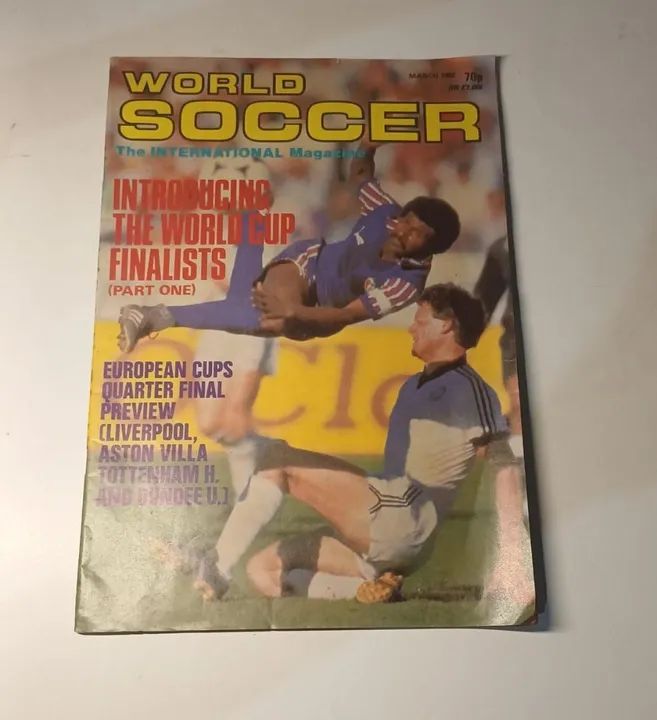 WORLD
MARCH 1982 70p
SOCCER
The INTERNATIONAL Magazine
INTRODUCING
THE WORLD CUP
FINALISTS
(PART ONE)
EUROPEAN CUPS
QUARTER FINAL
PREVIEW
(LIVERPOOL,
ASTON VILLA
TOTTENHAM H.
AND DUNDEE U.)
Clo